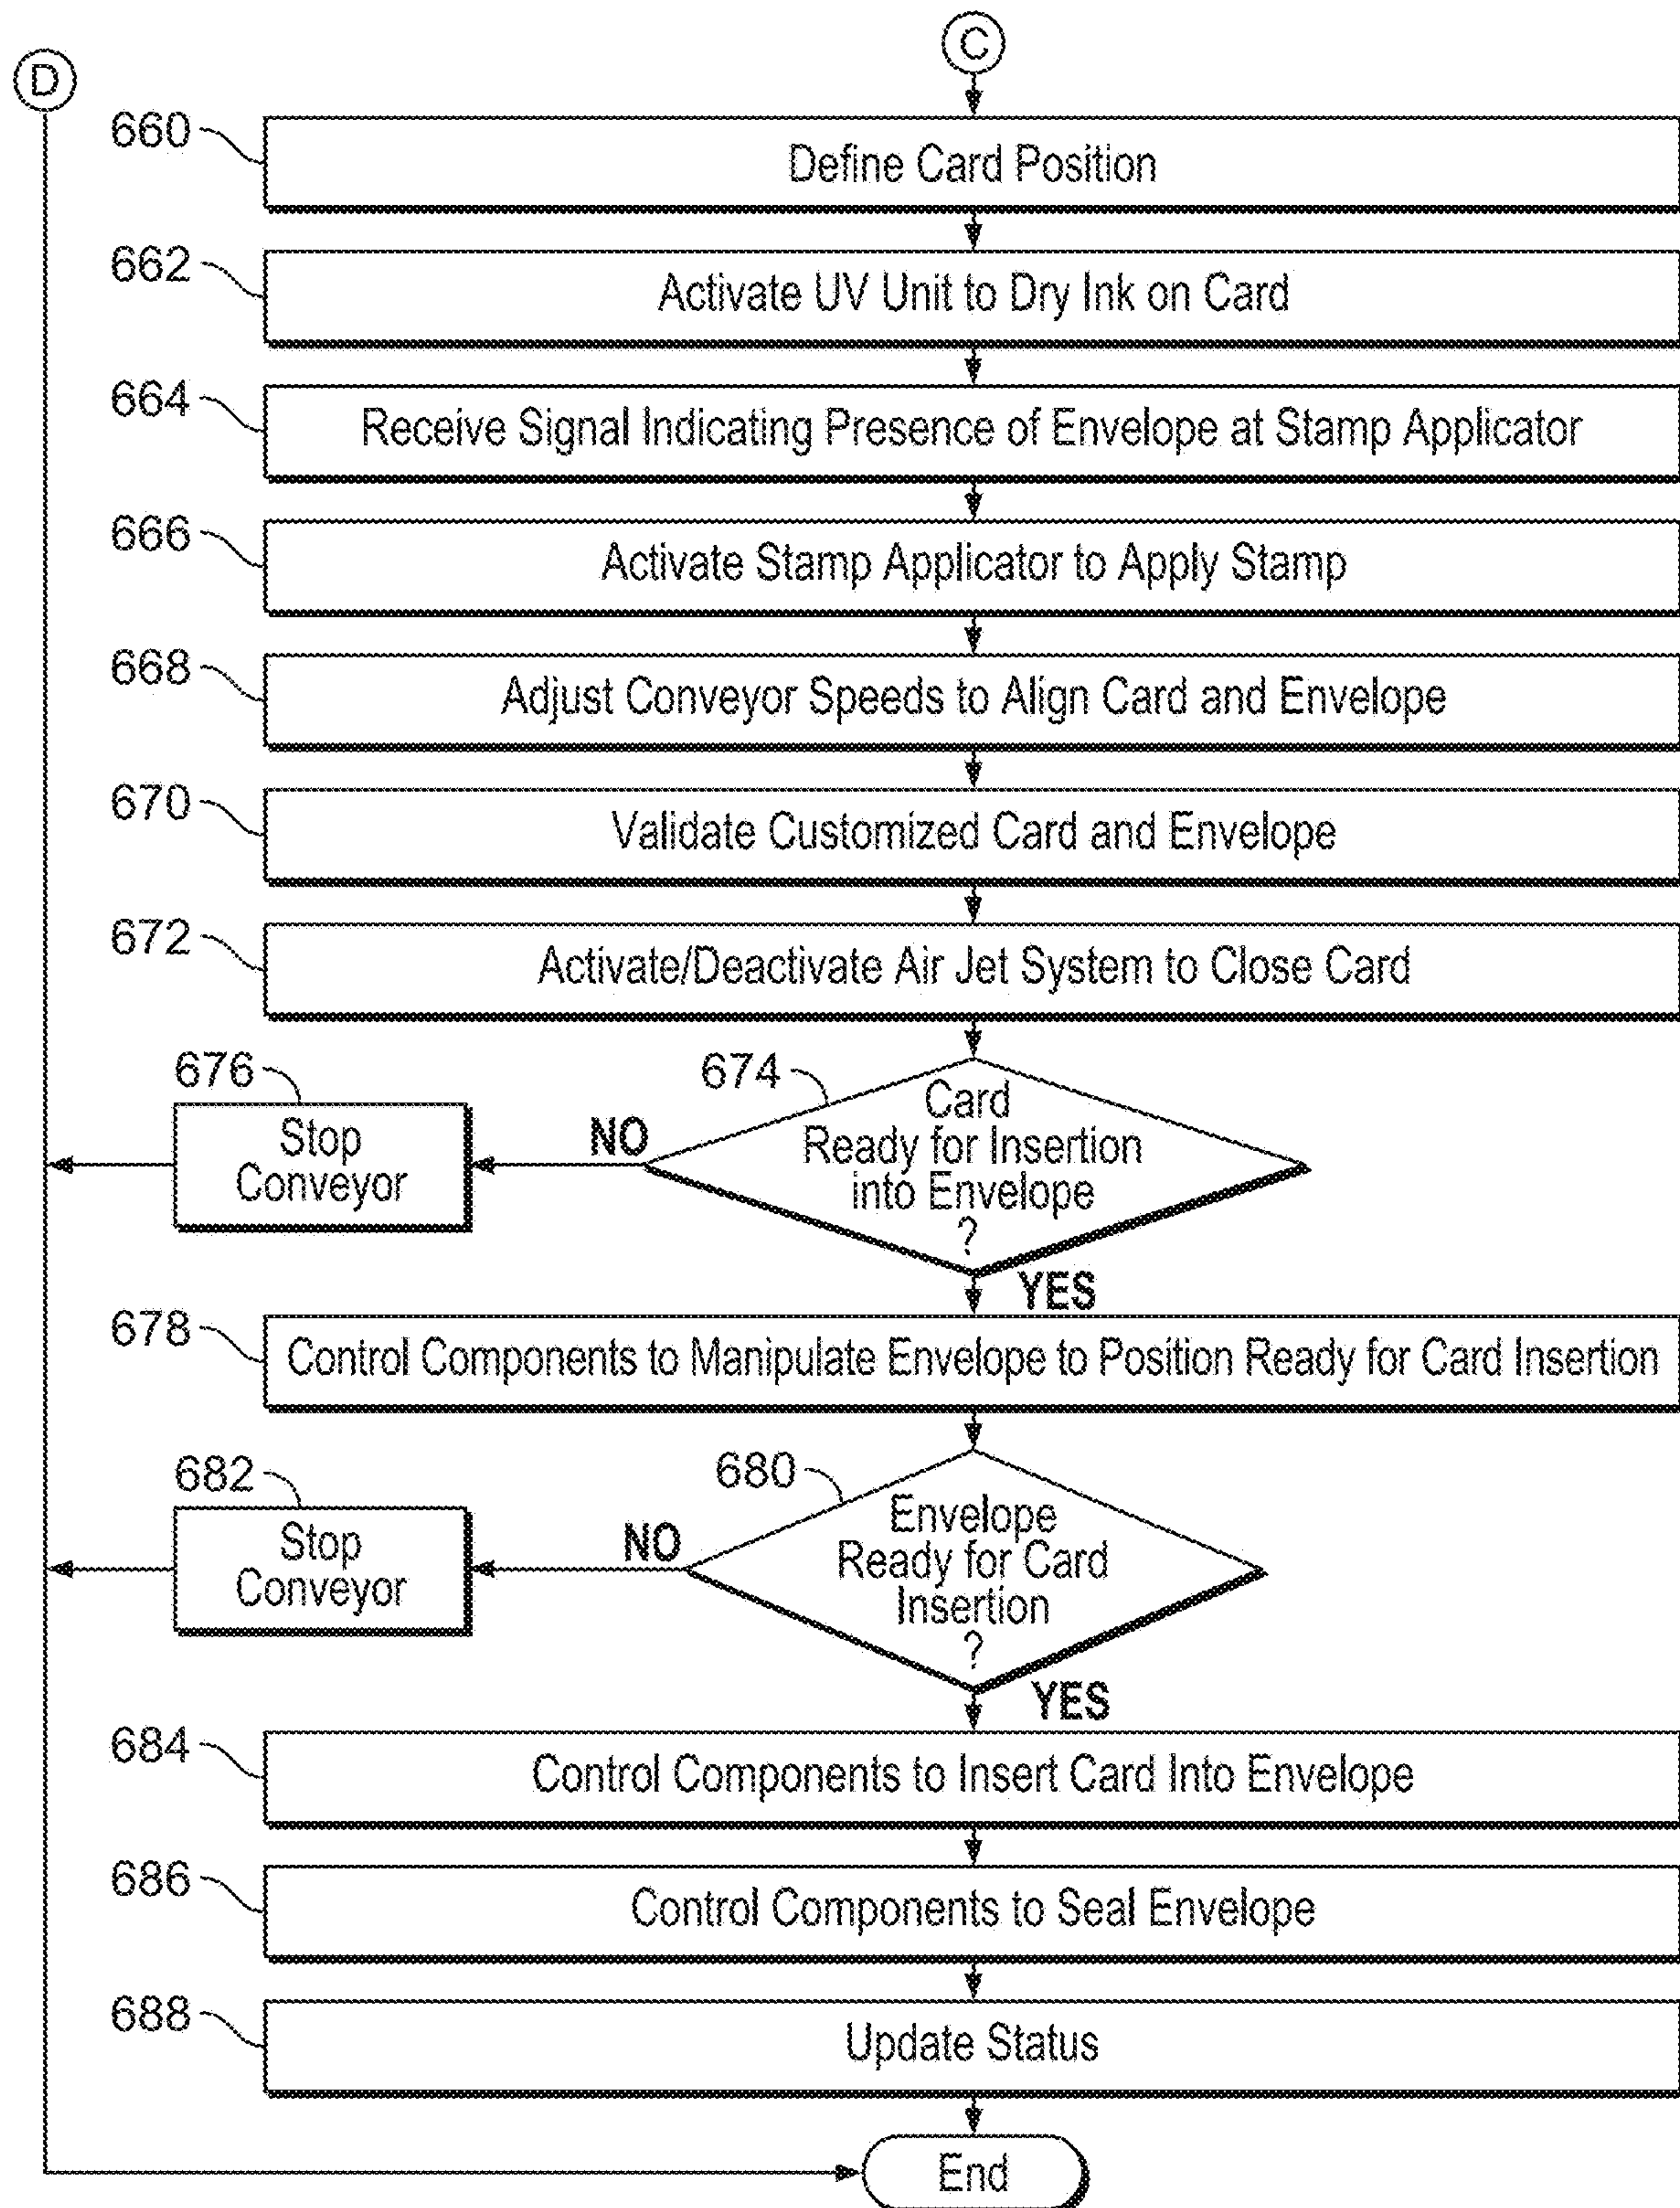 C
D
660
Define Card Position
662
Activate UV Unit to Dry Ink on Card
664
Receive Signal Indicating Presence of Envelope at Stamp Applicator
666
Activate Stamp Applicator to Apply Stamp
668
Adjust Conveyor Speeds to Align Card and Envelope
670
Validate Customized Card and Envelope
672
Activate/Deactivate Air Jet System to Close Card
674
Card
Ready for Insertion
into Envelope
?
NO
676
Stop
Conveyor
YES
678
Control Components to Manipulate Envelope to Position Ready for Card Insertion
680
Envelope
Ready for Card
Insertion
?
NO
682
Stop
Conveyor
YES
684
Control Components to Insert Card Into Envelope
686
Control Components to Seal Envelope
688
Update Status
End